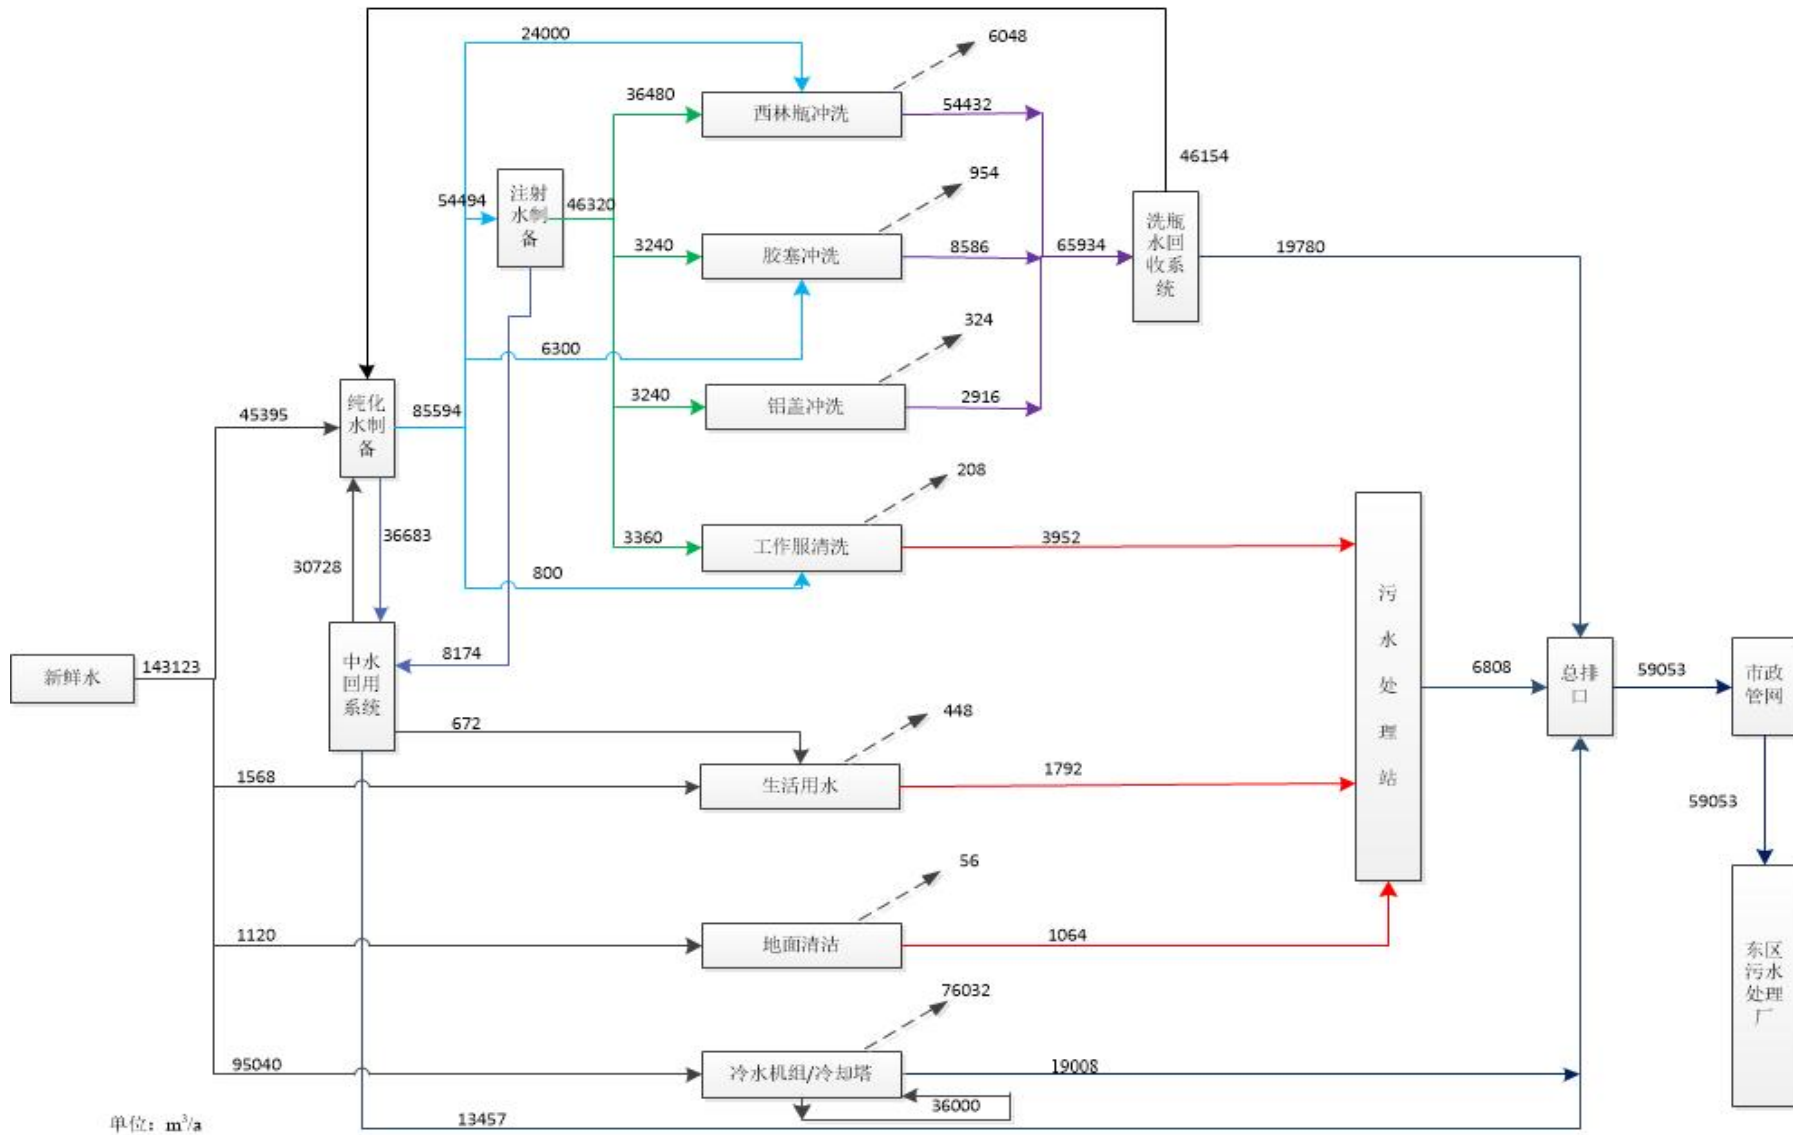 24000
6048
36480
西林瓶冲洗
54432
46154
954
54494
注射
水制
备
46320
洗瓶
水回
收系
统
3240
胶塞冲洗
8586
65934
19780
324
6300
纯化
水制
备
45395
85594
3240
铝盖冲洗
2916
208
36683
3360
工作服清洗
3952
30728
800
污
水
处
理
站
新鲜水
143123
中水
回用
系统
8174
6808
总排
口
59053
市政
管网
672
448
1568
生活用水
1792
59053
56
1120
地面清洁
1064
东区
污水
处理
厂
76032
95040
冷水机组/冷却塔
19008
36000
13457
单位：m³/a